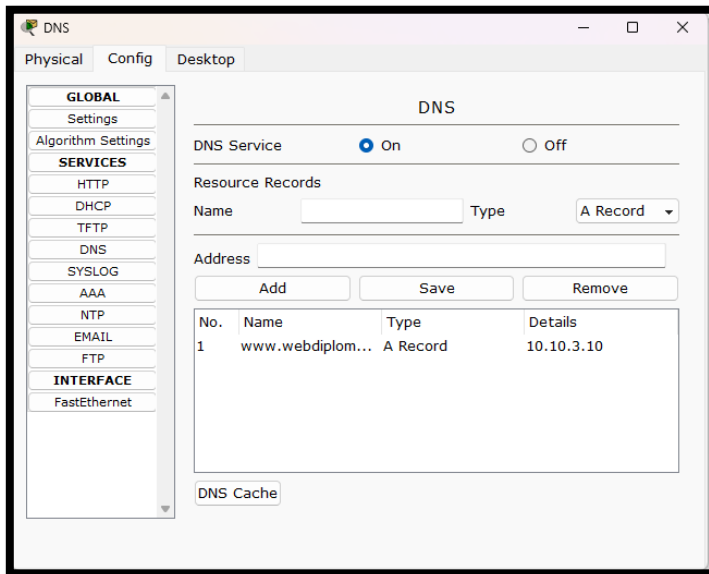 DNS
Physical Config Desktop
GLOBAL
Settings
Algorithm Settings
SERVICES
HTTP
DHCP
TFTP
DNS
SYSLOG
AAA
NTP
EMAIL
FTP
INTERFACE
FastEthernet
DNS
DNS Service On Off
Resource Records
Name Type A Record
Address
Add Save Remove
No. Name Type Details
1 www.webdiplom... A Record 10.10.3.10
DNS Cache